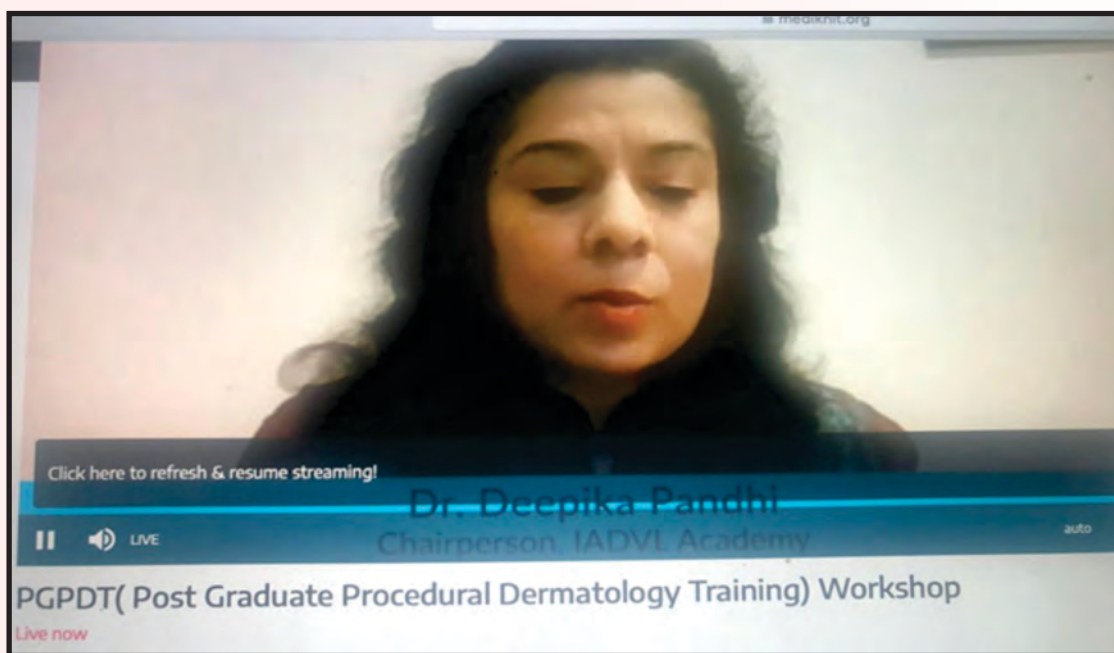 mediknit.org
Click here to refresh & resume streaming!
Dr. Deepika Pandhi
Chairperson, IADVL Academy
LIVE
auto
PGPDT( Post Graduate Procedural Dermatology Training) Workshop
Live now